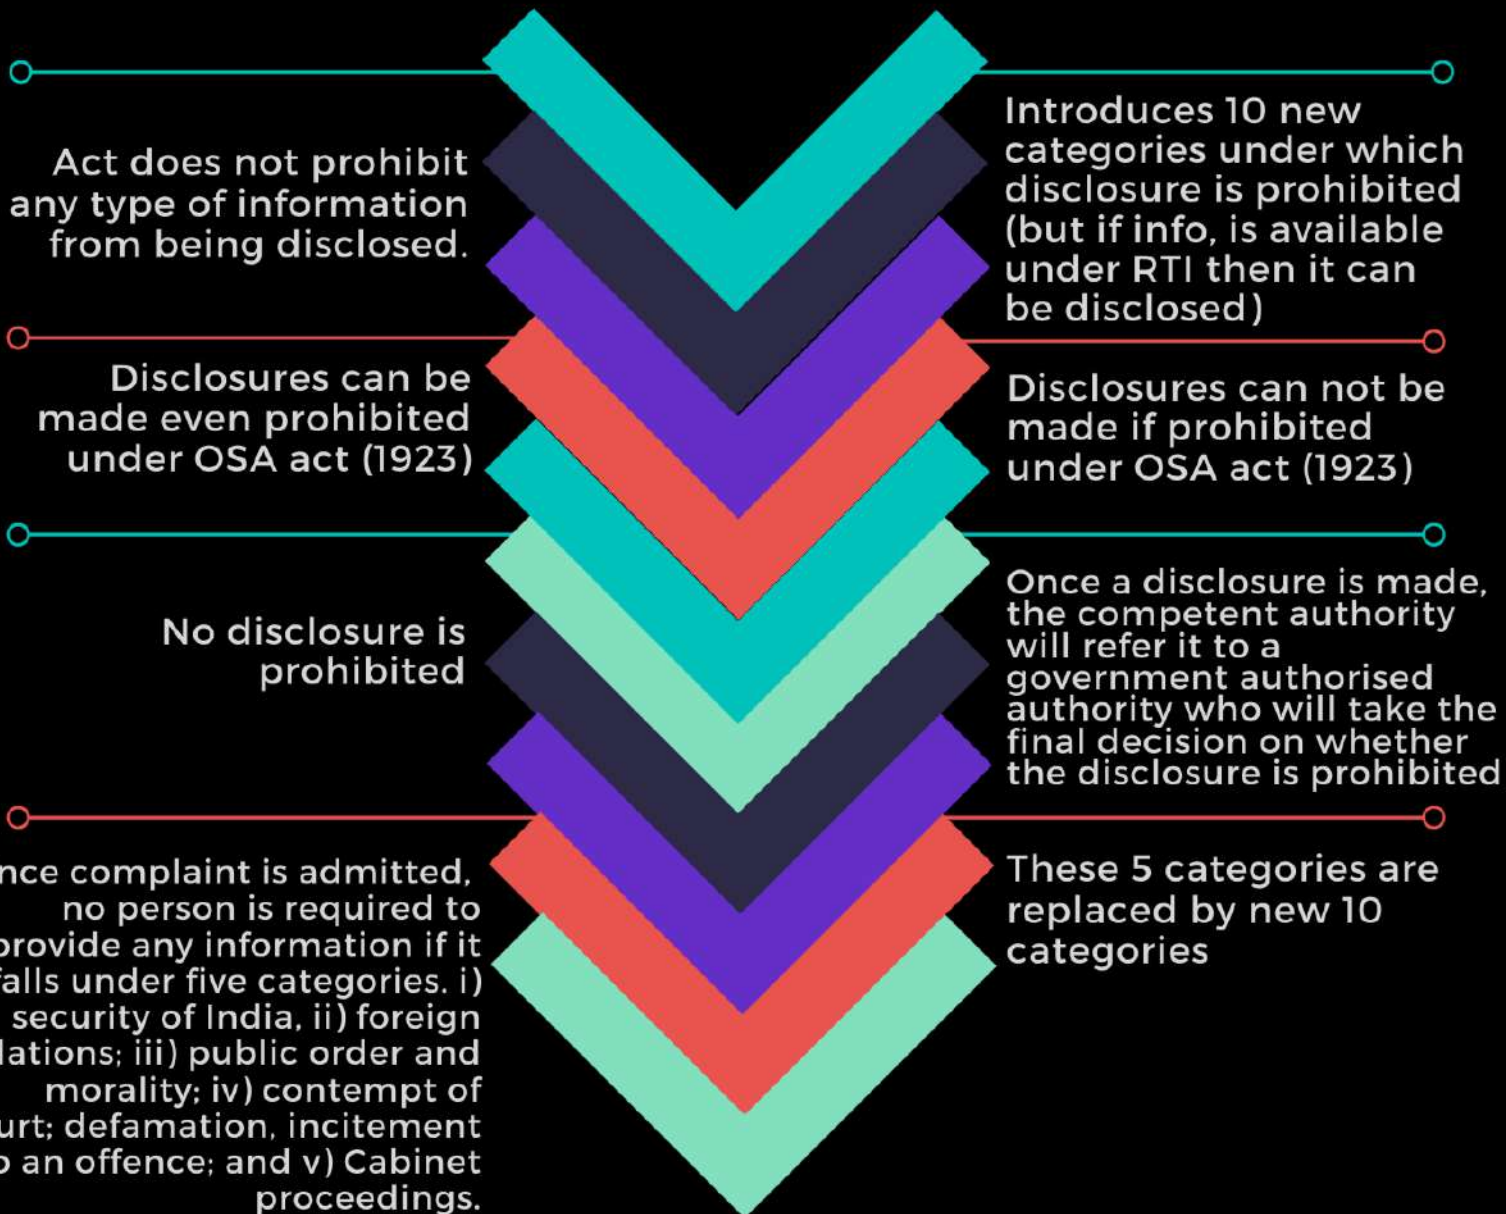 Act does not prohibit
any type of information
from being disclosed.
Introduces 10 new
categories under which
disclosure is prohibited
(but if info, is available
under RTI then it can
be disclosed)
Disclosures can be
made even prohibited
under OSA act (1923)
Disclosures can not be
made if prohibited
under OSA act (1923)
No disclosure is
prohibited
Once a disclosure is made,
the competent authority
will refer it to a
government authorised
authority who will take the
final decision on whether
the disclosure is prohibited
nce complaint is admitted,
no person is required to
provide any information if it
falls under five categories. i)
security of India, ii) foreign
lations; iii) public order and
morality; iv) contempt of
urt; defamation, incitement
o an offence; and v) Cabinet
proceedings.
These 5 categories are
replaced by new 10
categories